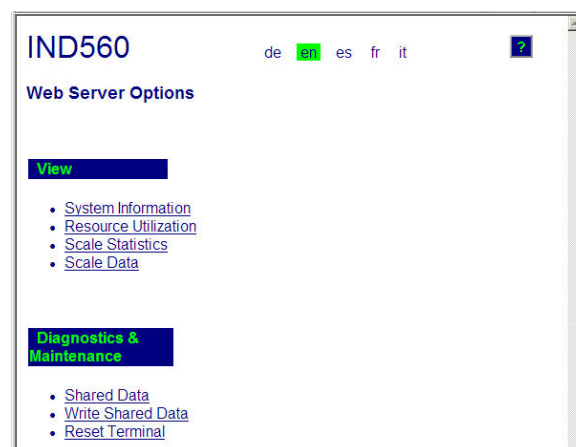 IND560 de en es fr it ?
Web Server Options
View
System Information
Resource Utilization
Scale Statistics
Scale Data
Diagnostics &
Maintenance
Shared Data
Write Shared Data
Reset Terminal